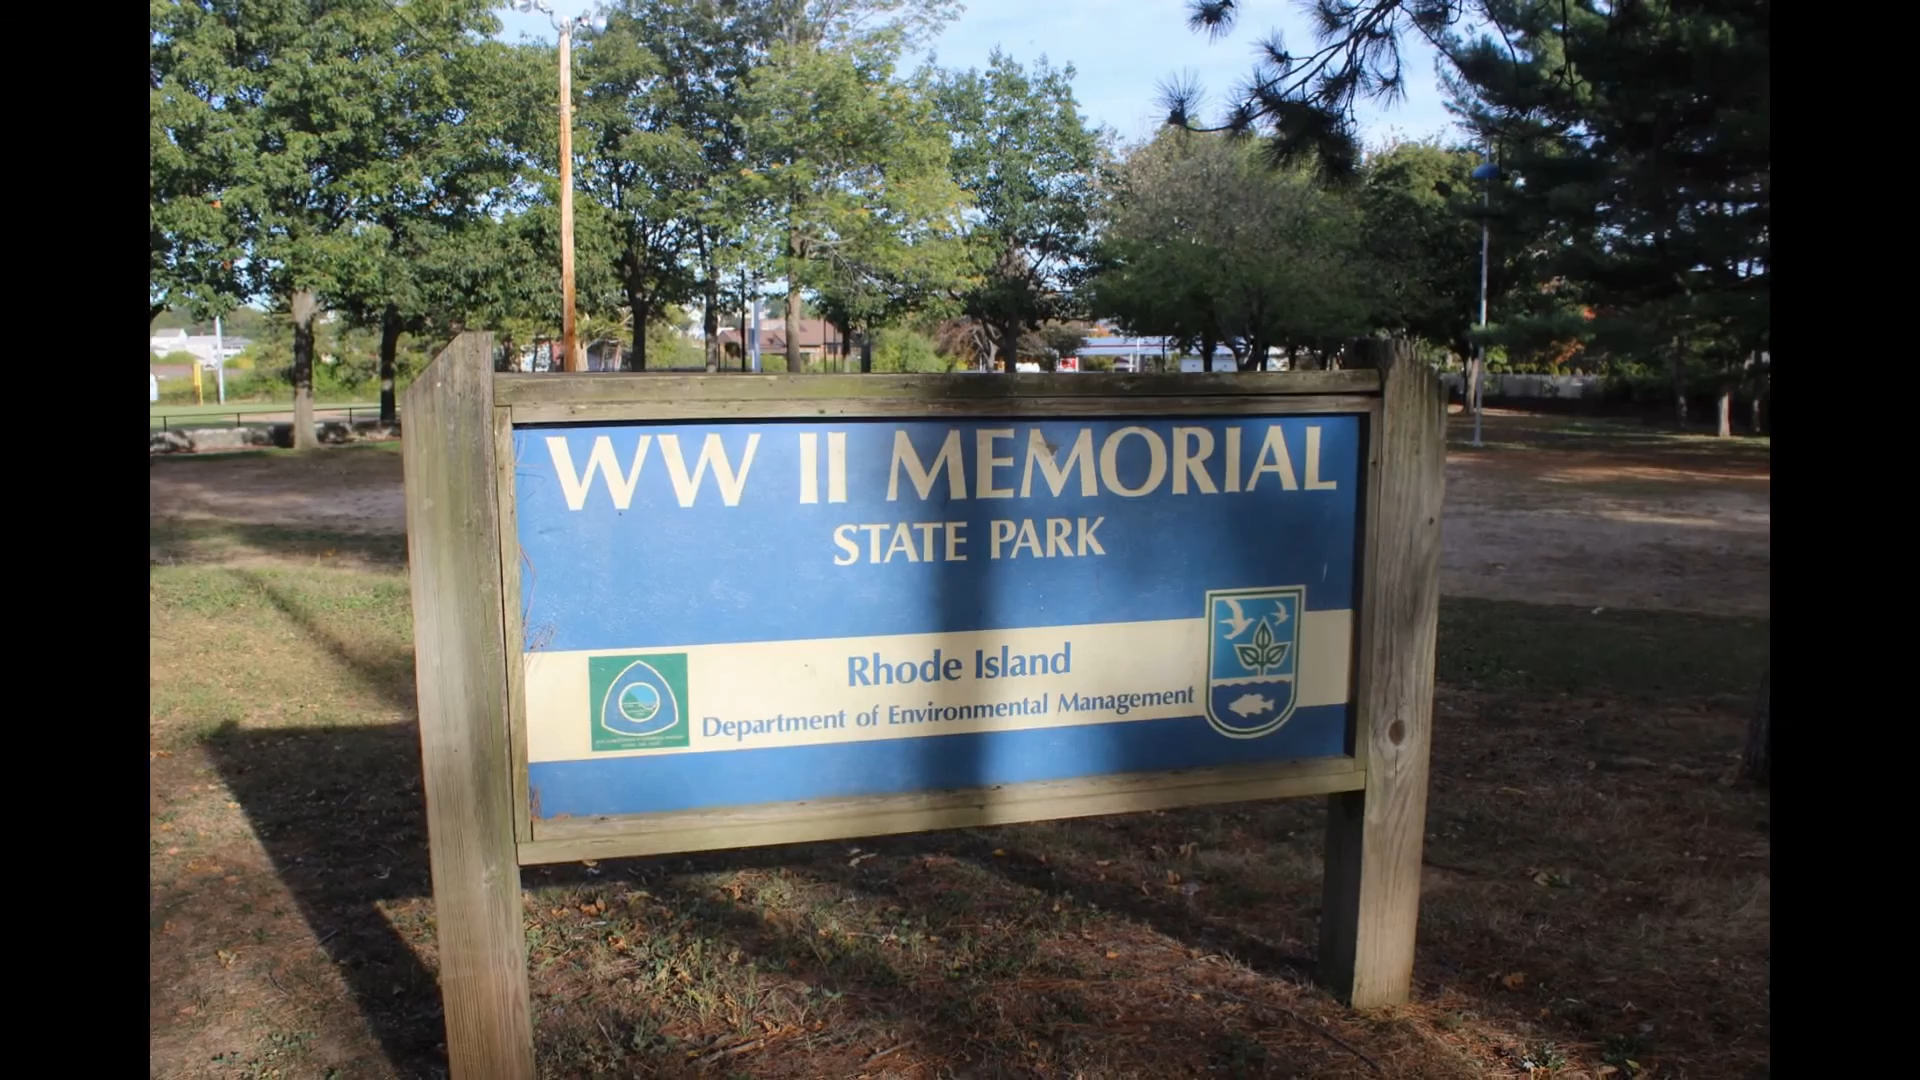 WW II MEMORIAL
STATE PARK
Rhode Island
Department of Environmental Management